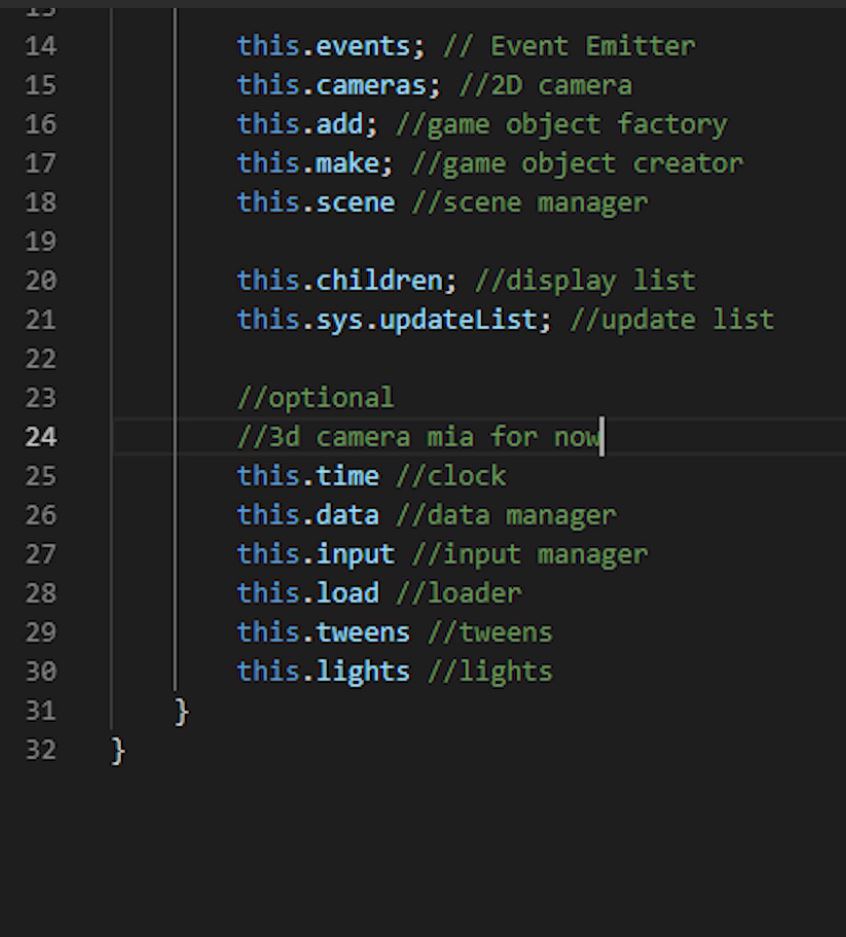 14 this.events; // Event Emitter
15 this.cameras; //2D camera
16 this.add; //game object factory
17 this.make; //game object creator
18 this.scene //scene manager
19
20 this.children; //display list
21 this.sys.updateList; //update list
22
23 //optional
24 //3d camera mia for now
25 this.time //clock
26 this.data //data manager
27 this.input //input manager
28 this.load //loader
29 this.tweens //tweens
30 this.lights //lights
31 }
32 }